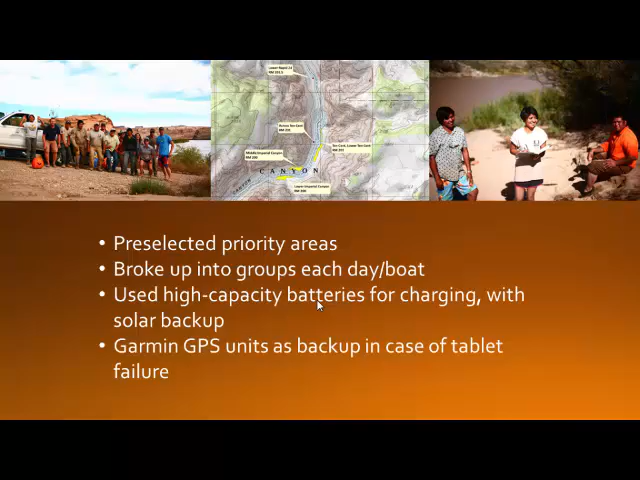 CANYON
• Preselected priority areas
• Broke up into groups each day/boat
• Used high-capacity batteries for charging, with
solar backup
• Garmin GPS units as backup in case of tablet
failure